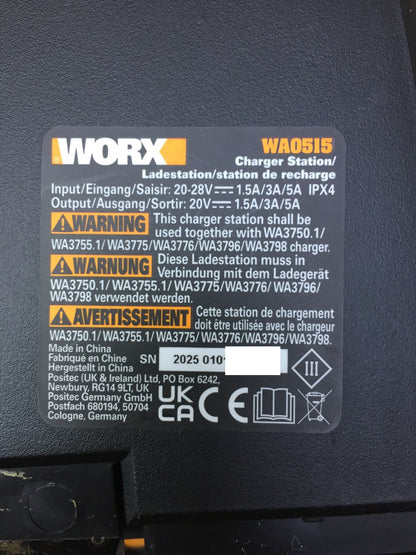 WORX WA0515
Charger Station/
Ladestation/station de recharge
Input/Eingang/Saisir: 20-28V⎓1.5A/3A/5A IPX4
Output/Ausgang/Sortir: 20V⎓1.5A/3A/5A
WARNING This charger station shall be
used together with WA3750.1/
WA3755.1/ WA3775/WA3776/WA3796/WA3798 charger.
WARNUNG Diese Ladestation muss in
Verbindung mit dem Ladegerät
WA3750.1/ WA3755.1/ WA3775/WA3776/WA3796/
WA3798 verwendet werden.
AVERTISSEMENT Cette station de chargement
doit être utilisée avec le chargeur
WA3750.1/ WA3755.1/ WA3775/WA3776/WA3796/WA3798.
Made in China
Fabriqué en Chine SN 2025 0101
Hergestellt in China
Positec (UK & Ireland) Ltd, PO Box 6242,
Newbury, RG14 9LT, UK
Positec Germany GmbH
Postfach 680194, 50704
Cologne, Germany
UK CA CE
III